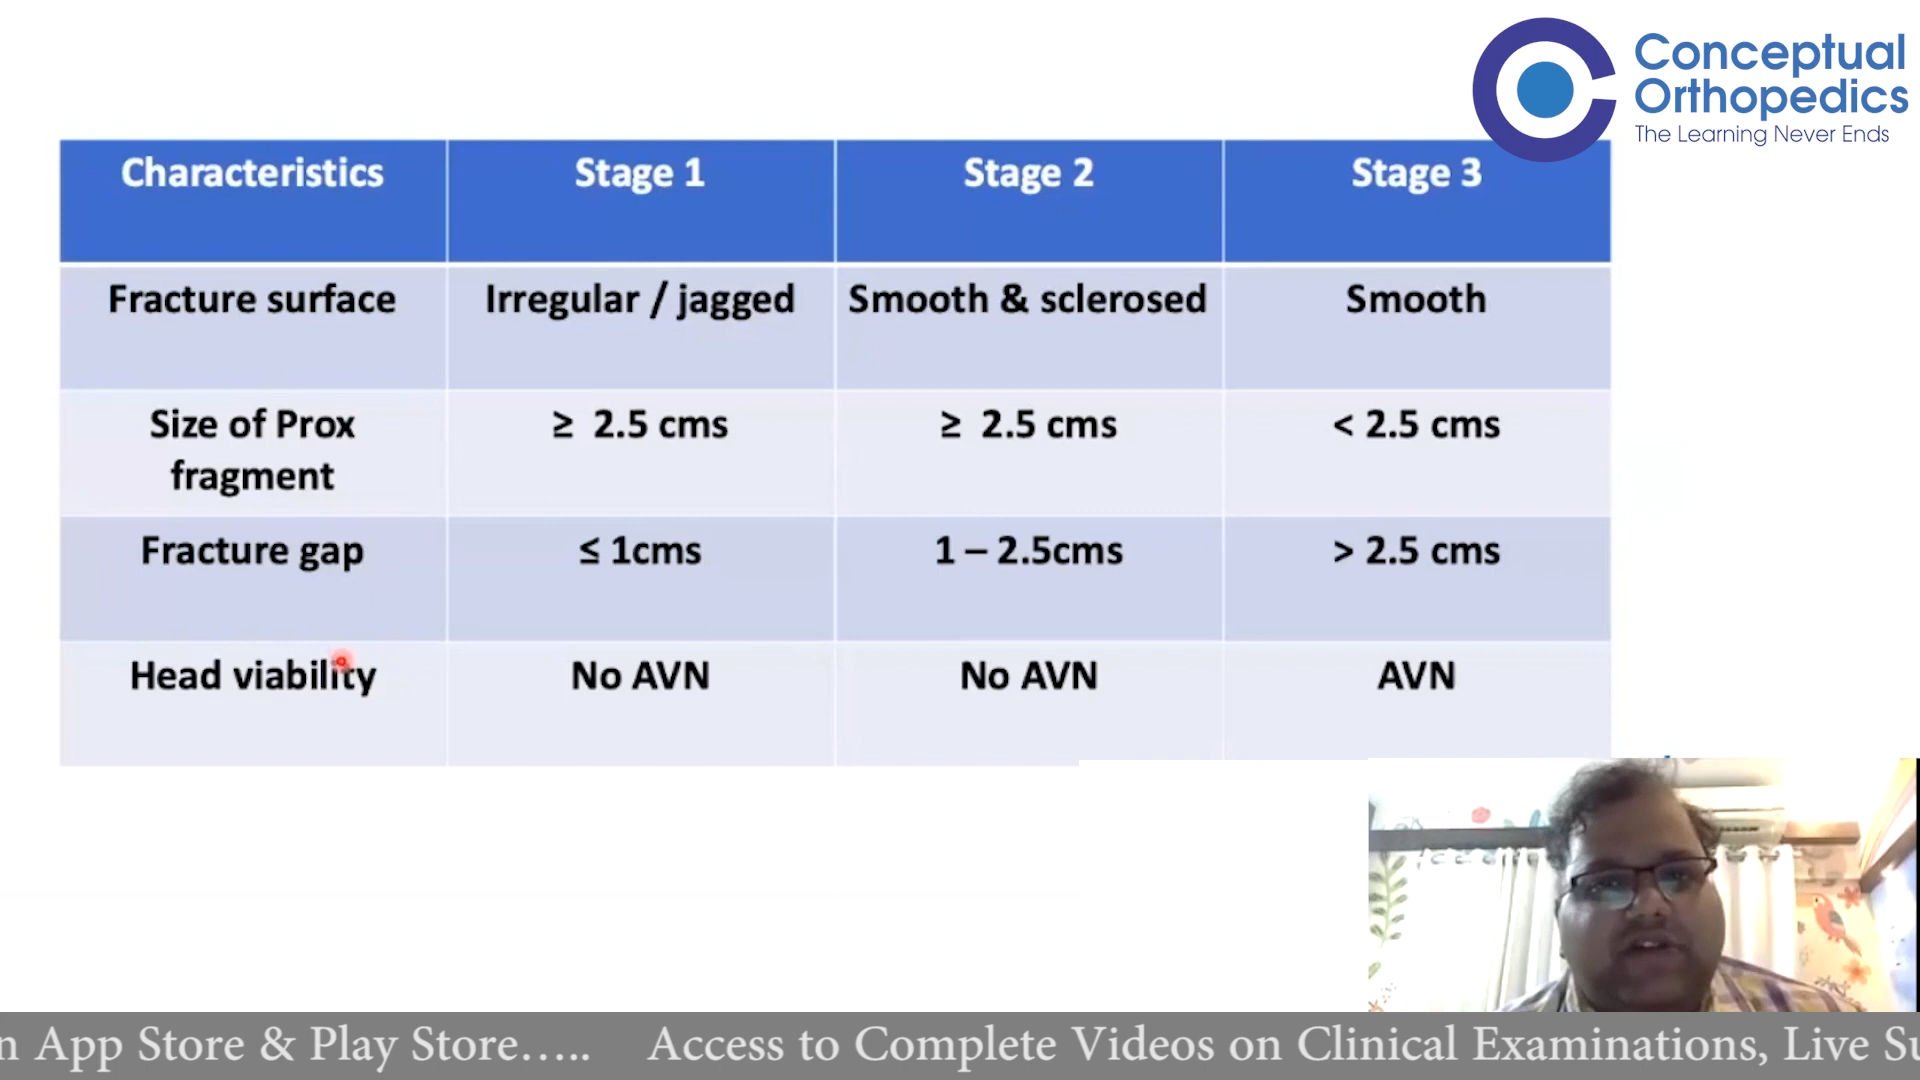 Conceptual
Orthopedics
The Learning Never Ends
Characteristics Stage 1 Stage 2 Stage 3
Fracture surface Irregular / jagged Smooth & sclerosed Smooth
Size of Prox fragment ≥ 2.5 cms ≥ 2.5 cms < 2.5 cms
Fracture gap ≤ 1cms 1 – 2.5cms > 2.5 cms
Head viability No AVN No AVN AVN
n App Store & Play Store….. Access to Complete Videos on Clinical Examinations, Live Su